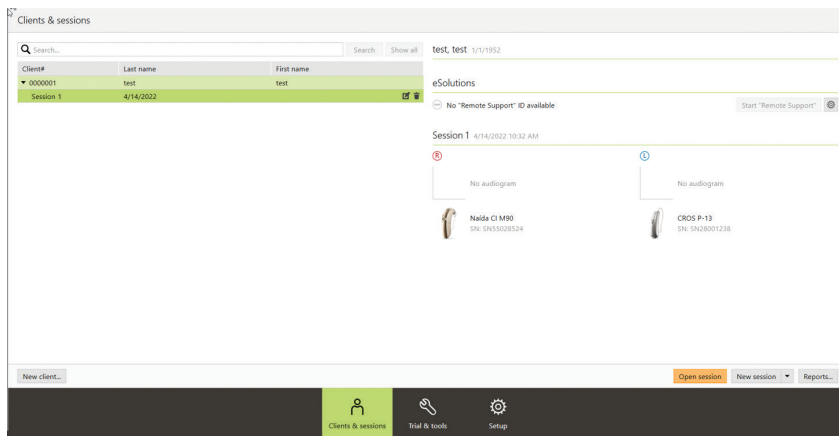 Clients & sessions
Search...
Search
Show all
Client#
Last name
First name
0000001
test
test
Session 1
4/14/2022
test, test 1/1/1952
eSolutions
No "Remote Support" ID available
Start "Remote Support"
Session 1 4/14/2022 10:32 AM
R
L
No audiogram
No audiogram
Naída CI M90
SN: SN55028524
CROS P-13
SN: SN28001238
New client...
Open session
New session
Reports...
Clients & sessions
Trial & tools
Setup